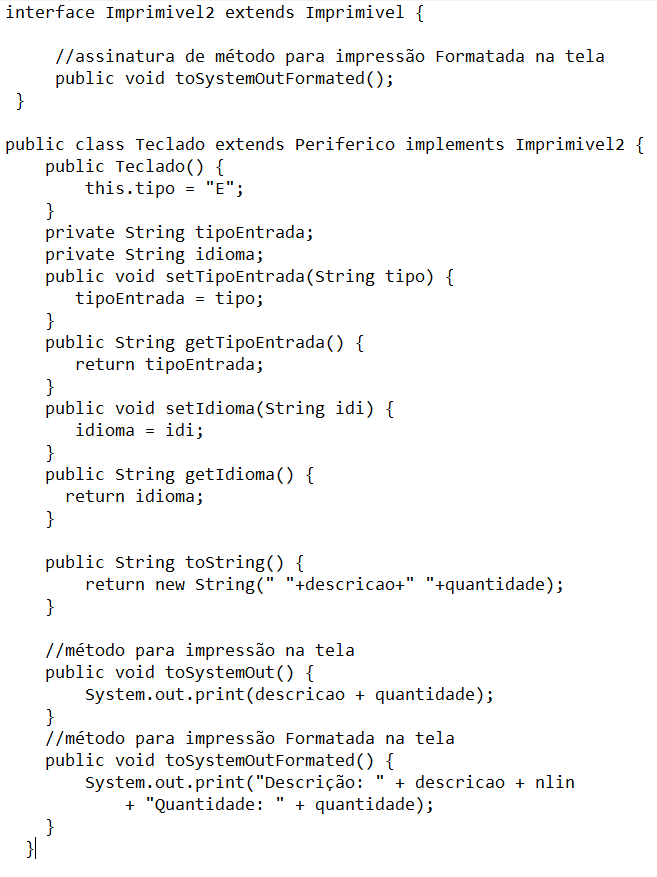 interface Imprimivel2 extends Imprimivel {

     //assinatura de método para impressão Formatada na tela
     public void toSystemOutFormated();
 }

public class Teclado extends Periferico implements Imprimivel2 {
    public Teclado() {
        this.tipo = "E";
    }
    private String tipoEntrada;
    private String idioma;
    public void setTipoEntrada(String tipo) {
       tipoEntrada = tipo;
    }
    public String getTipoEntrada() {
       return tipoEntrada;
    }
    public void setIdioma(String idi) {
       idioma = idi;
    }
    public String getIdioma() {
      return idioma;
    }

    public String toString() {
        return new String(" "+descricao+" "+quantidade);
    }

    //método para impressão na tela
    public void toSystemOut() {
        System.out.print(descricao + quantidade);
    }
    //método para impressão Formatada na tela
    public void toSystemOutFormated() {
        System.out.print("Descrição: " + descricao + nlin
            + "Quantidade: " + quantidade);
    }
  }